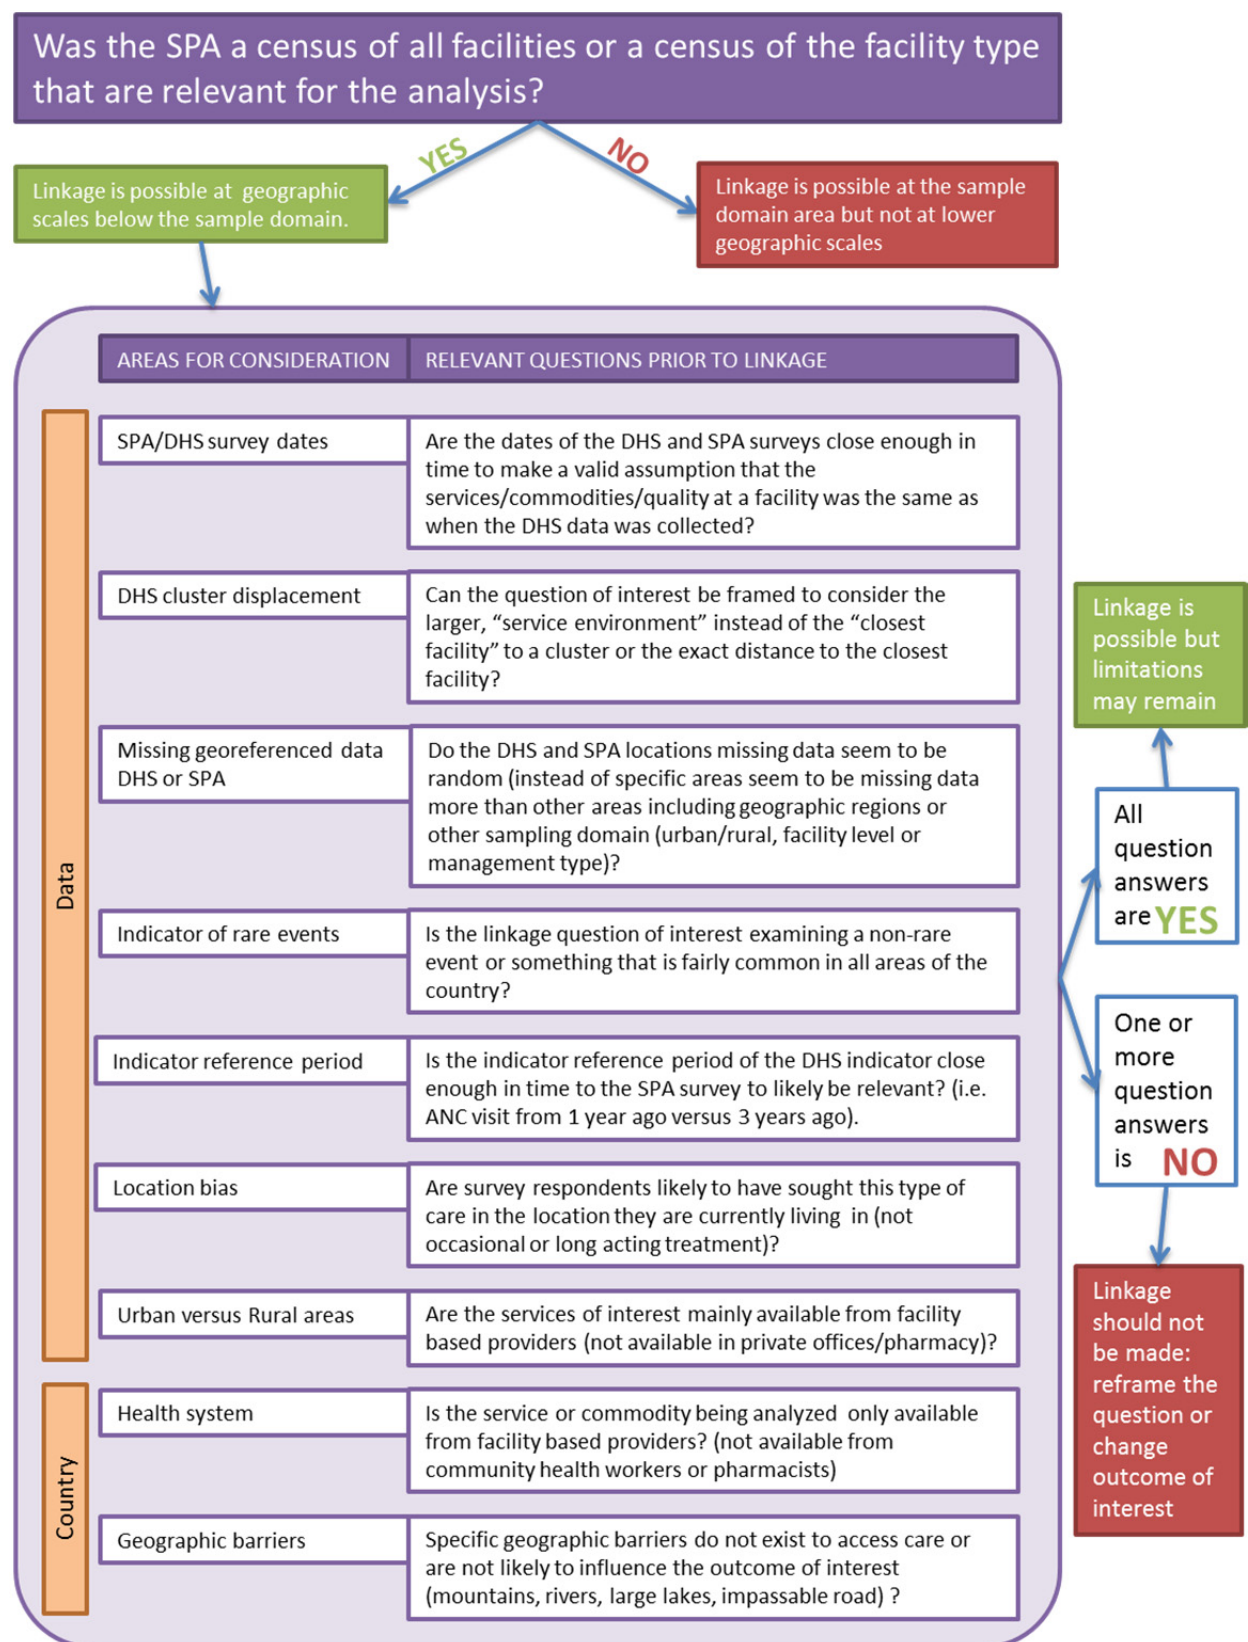 Was the SPA a census of all facilities or a census of the facility type
that are relevant for the analysis?
YES
NO
Linkage is possible at geographic
scales below the sample domain.
Linkage is possible at the sample
domain area but not at lower
geographic scales
AREAS FOR CONSIDERATION
RELEVANT QUESTIONS PRIOR TO LINKAGE
Data
SPA/DHS survey dates
Are the dates of the DHS and SPA surveys close enough in
time to make a valid assumption that the
services/commodities/quality at a facility was the same as
when the DHS data was collected?
DHS cluster displacement
Can the question of interest be framed to consider the
larger, “service environment” instead of the “closest
facility” to a cluster or the exact distance to the closest
facility?
Missing georeferenced data
DHS or SPA
Do the DHS and SPA locations missing data seem to be
random (instead of specific areas seem to be missing data
more than other areas including geographic regions or
other sampling domain (urban/rural, facility level or
management type)?
Indicator of rare events
Is the linkage question of interest examining a non-rare
event or something that is fairly common in all areas of the
country?
Indicator reference period
Is the indicator reference period of the DHS indicator close
enough in time to the SPA survey to likely be relevant? (i.e.
ANC visit from 1 year ago versus 3 years ago).
Location bias
Are survey respondents likely to have sought this type of
care in the location they are currently living in (not
occasional or long acting treatment)?
Urban versus Rural areas
Are the services of interest mainly available from facility
based providers (not available in private offices/pharmacy)?
Country
Health system
Is the service or commodity being analyzed only available
from facility based providers? (not available from
community health workers or pharmacists)
Geographic barriers
Specific geographic barriers do not exist to access care or
are not likely to influence the outcome of interest
(mountains, rivers, large lakes, impassable road) ?
Linkage is
possible but
limitations
may remain
All
question
answers
are YES
One or
more
question
answers
is NO
Linkage
should not
be made:
reframe the
question or
change
outcome of
interest